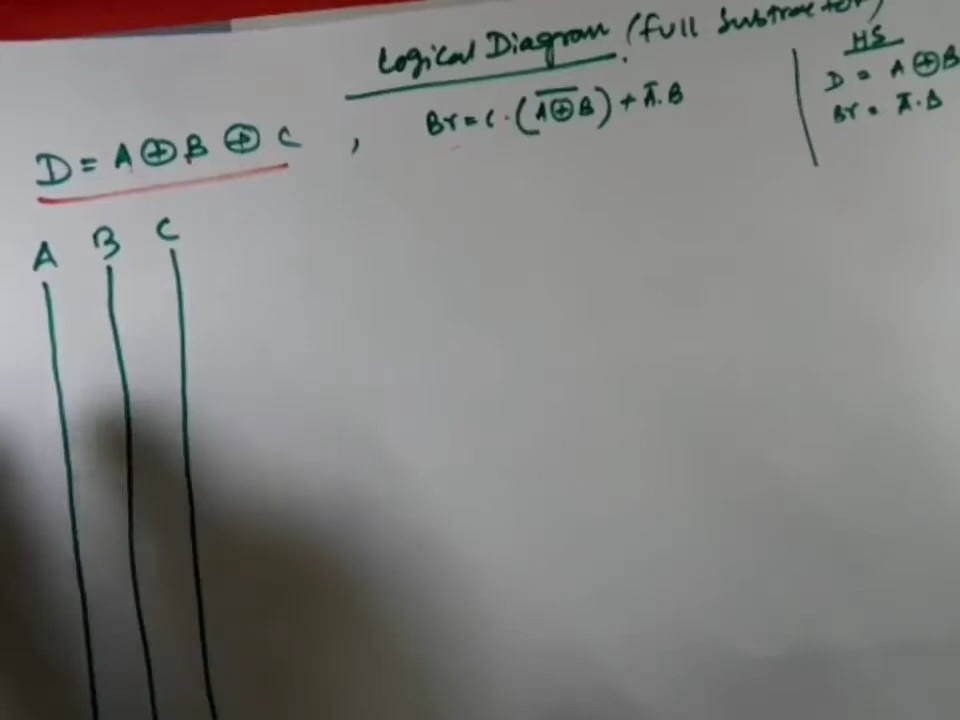 Logical Diagram (full Subtractor)
HS
D = A ⊕ B
Br = Ā.B
D = A ⊕ B ⊕ C , Br = C · (A̅ ̅⊕̅ ̅B̅) + Ā.B
A B C